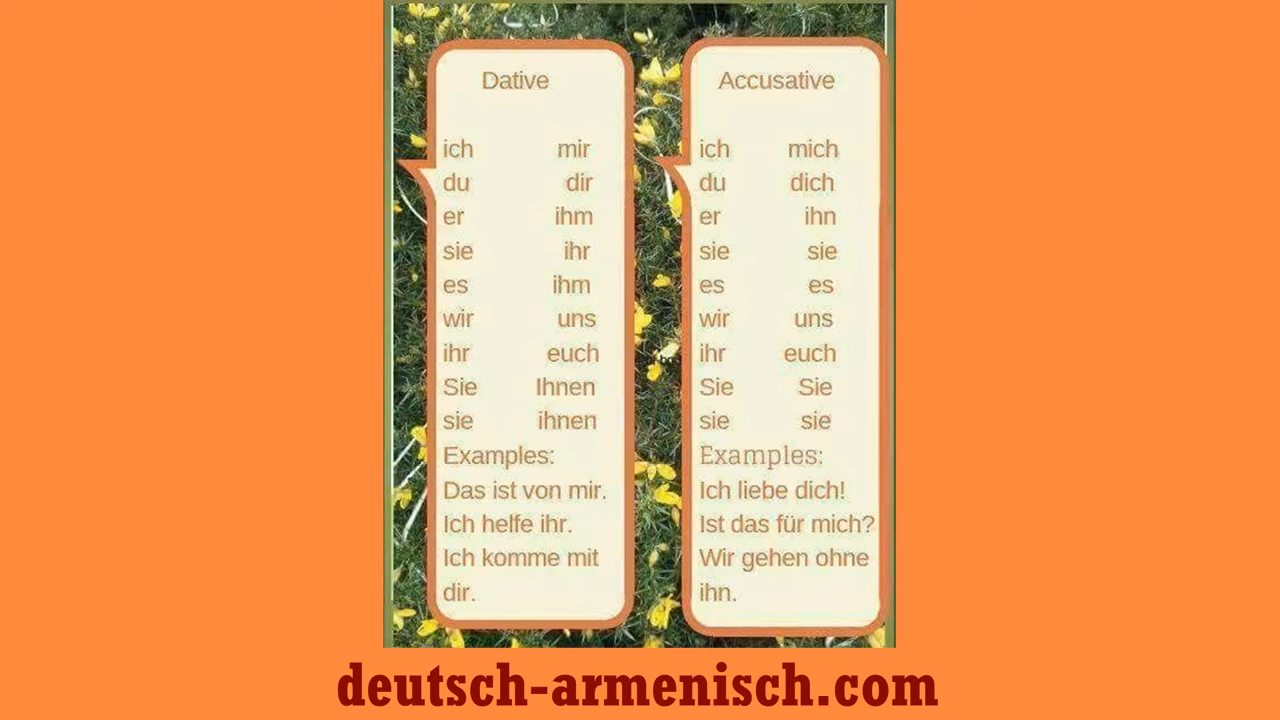 Dative
ich mir
du dir
er ihm
sie ihr
es ihm
wir uns
ihr euch
Sie Ihnen
sie ihnen
Examples:
Das ist von mir.
Ich helfe ihr.
Ich komme mit
dir.
Accusative
ich mich
du dich
er ihn
sie sie
es es
wir uns
ihr euch
Sie Sie
sie sie
Examples:
Ich liebe dich!
Ist das für mich?
Wir gehen ohne
ihn.
deutsch-armenisch.com